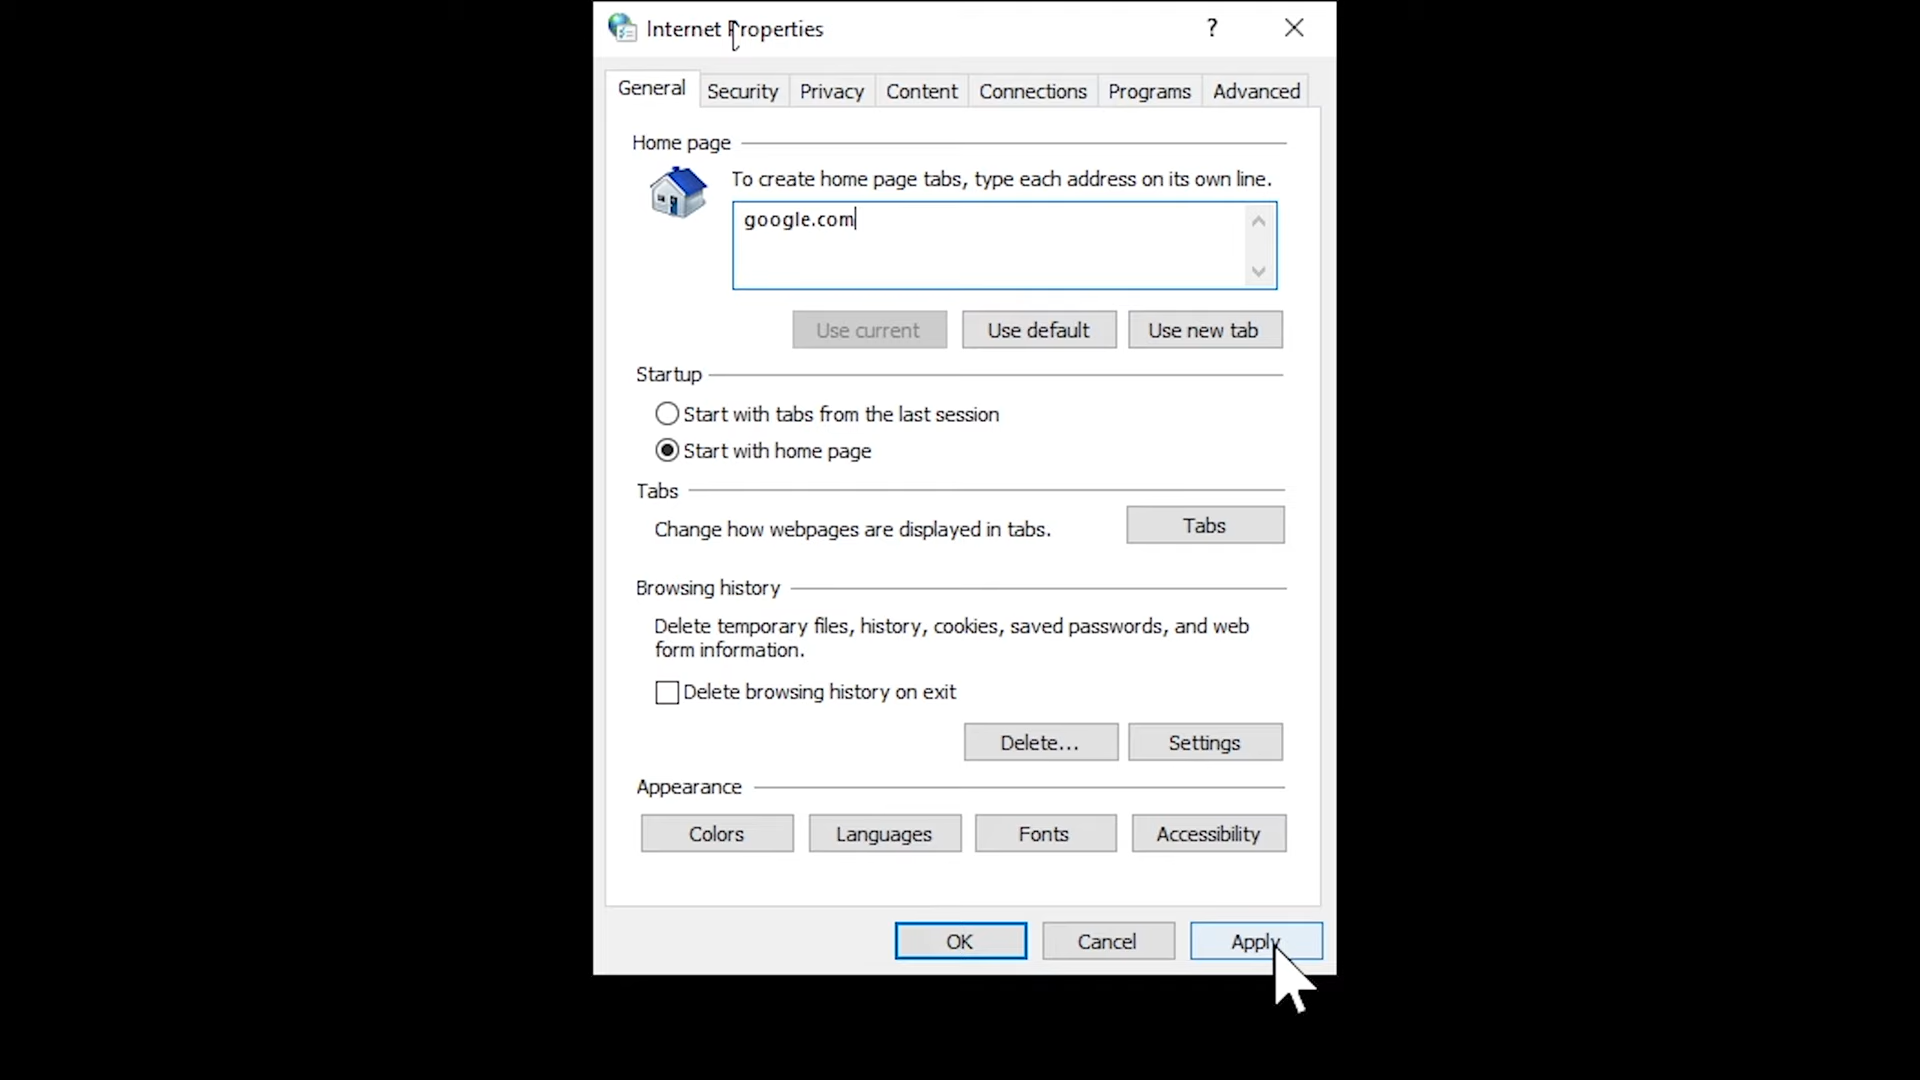 Internet Properties
?
General Security Privacy Content Connections Programs Advanced
Home page
To create home page tabs, type each address on its own line.
google.com
Use current Use default Use new tab
Startup
Start with tabs from the last session
Start with home page
Tabs
Change how webpages are displayed in tabs.
Tabs
Browsing history
Delete temporary files, history, cookies, saved passwords, and web
form information.
Delete browsing history on exit
Delete... Settings
Appearance
Colors Languages Fonts Accessibility
OK Cancel Apply